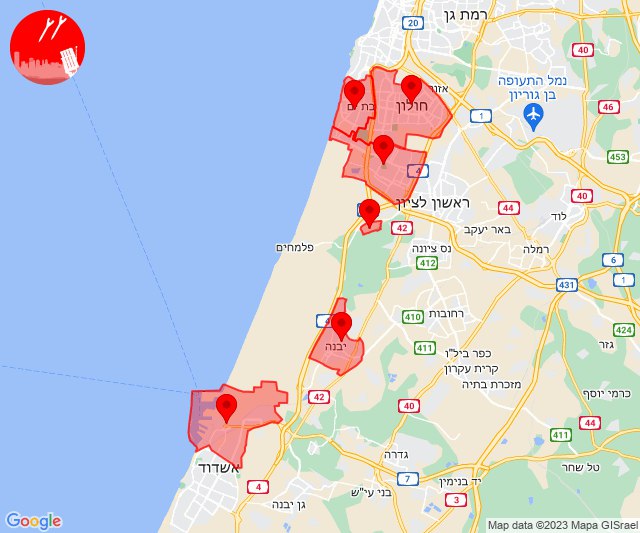 רמת גן
20
40
אזור
נמל התעופה
בן גוריון
46
כת ים
חולון
1
453
4
40
ראשון לציון
44
לוד
42
באר יעקב
פלמחים
נס ציונה
רמלה
412
6
1
431
רחובות
410
4
424
יבנה
411
כפר ביל"ו
גזר
קרית עקרון
מזכרת בתיה
42
40
כרמי יוסף
44
411
גדרה
אשדוד
טל שחר
7
4
בני עי"ש
יד בנימין
3
גן יבנה
Google
Map data ©2023 Mapa GISrael